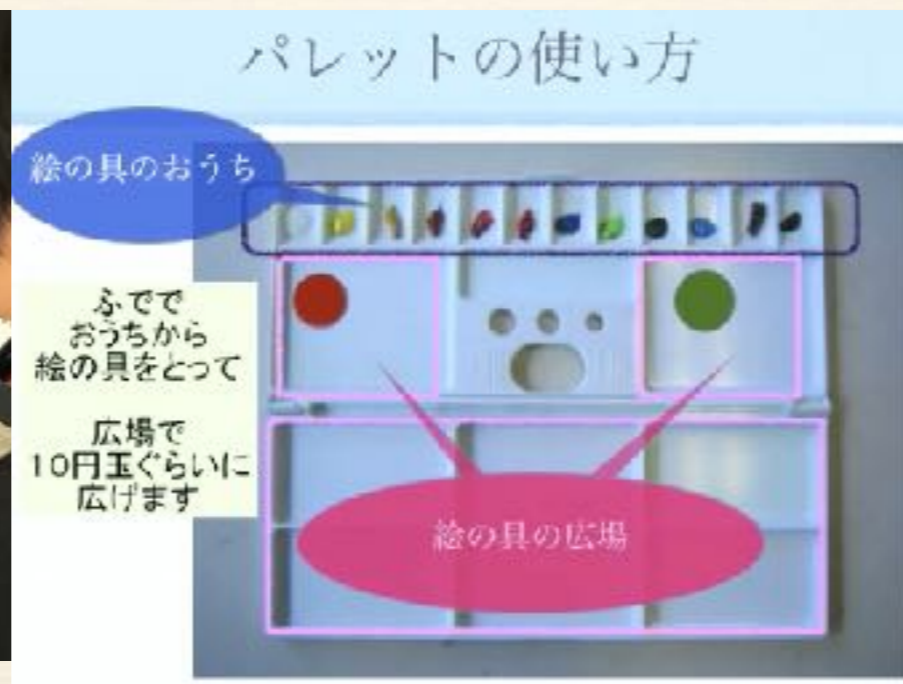 パレットの使い方
絵の具のおうち
ふでで
おうちから
絵の具をとって
広場で
10円玉ぐらいに
広げます
絵の具の広場